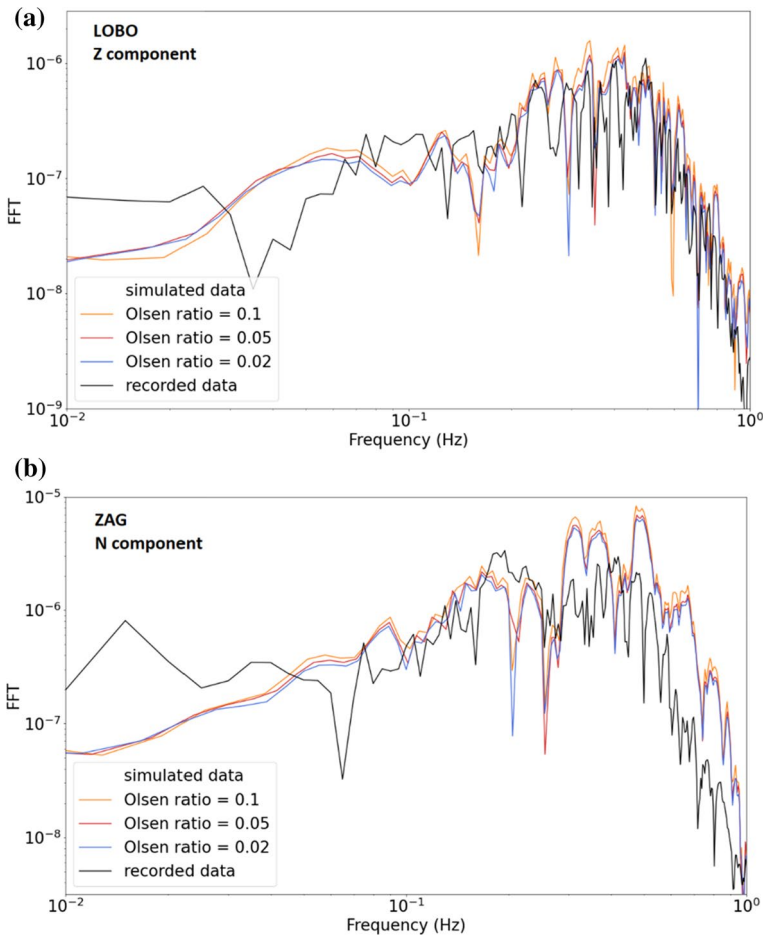 (a)
LOBO
Z component
10⁻⁶
10⁻⁷
10⁻⁸
10⁻⁹
FFT
simulated data
Olsen ratio = 0.1
Olsen ratio = 0.05
Olsen ratio = 0.02
recorded data
10⁻² 10⁻¹ 10⁰
Frequency (Hz)
(b)
ZAG
N component
10⁻⁵
10⁻⁶
10⁻⁷
10⁻⁸
FFT
simulated data
Olsen ratio = 0.1
Olsen ratio = 0.05
Olsen ratio = 0.02
recorded data
10⁻² 10⁻¹ 10⁰
Frequency (Hz)